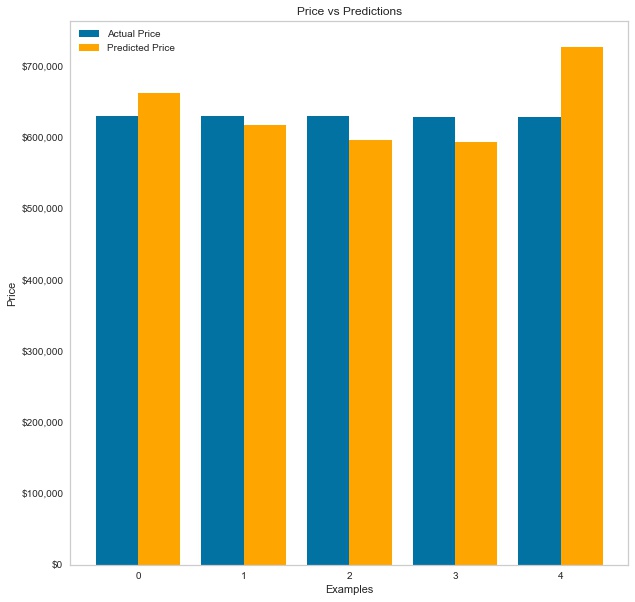 Price vs Predictions
Actual Price
Predicted Price
$700,000
$600,000
$500,000
$400,000
$300,000
$200,000
$100,000
$0
Price
0 1 2 3 4
Examples